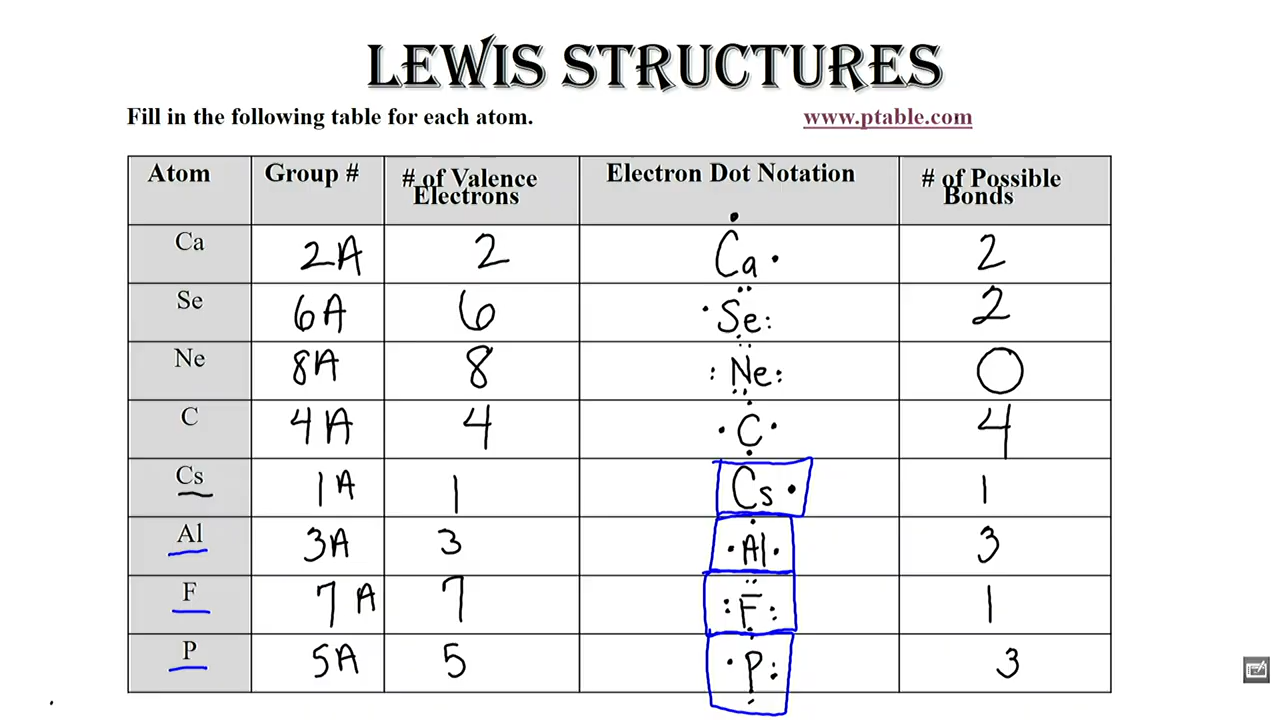 LEWIS STRUCTURES
Fill in the following table for each atom. www.ptable.com
Atom Group # # of Valence Electrons Electron Dot Notation # of Possible Bonds
Ca 2A 2 Ca 2
Se 6A 6 Se 2
Ne 8A 8 Ne 0
C 4A 4 C 4
Cs 1A 1 Cs 1
Al 3A 3 Al 3
F 7A 7 F 1
P 5A 5 P 3